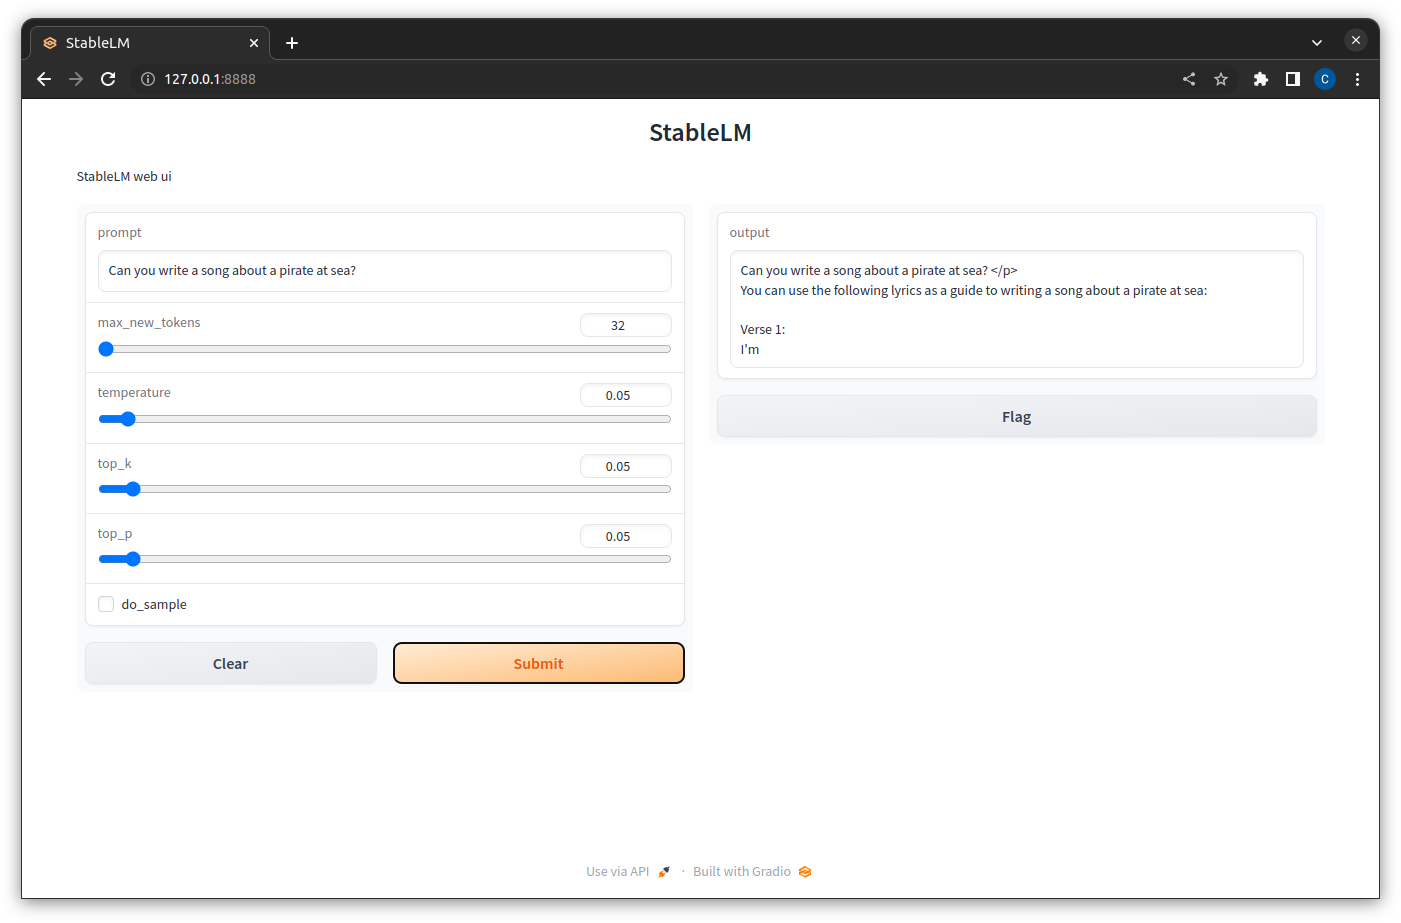 StableLM
127.0.0.1:8888
C
StableLM
StableLM web ui
prompt
Can you write a song about a pirate at sea?
max_new_tokens
32
temperature
0.05
top_k
0.05
top_p
0.05
do_sample
Clear
Submit
output
Can you write a song about a pirate at sea? </p>
You can use the following lyrics as a guide to writing a song about a pirate at sea:
Verse 1:
I'm
Flag
Use via API · Built with Gradio